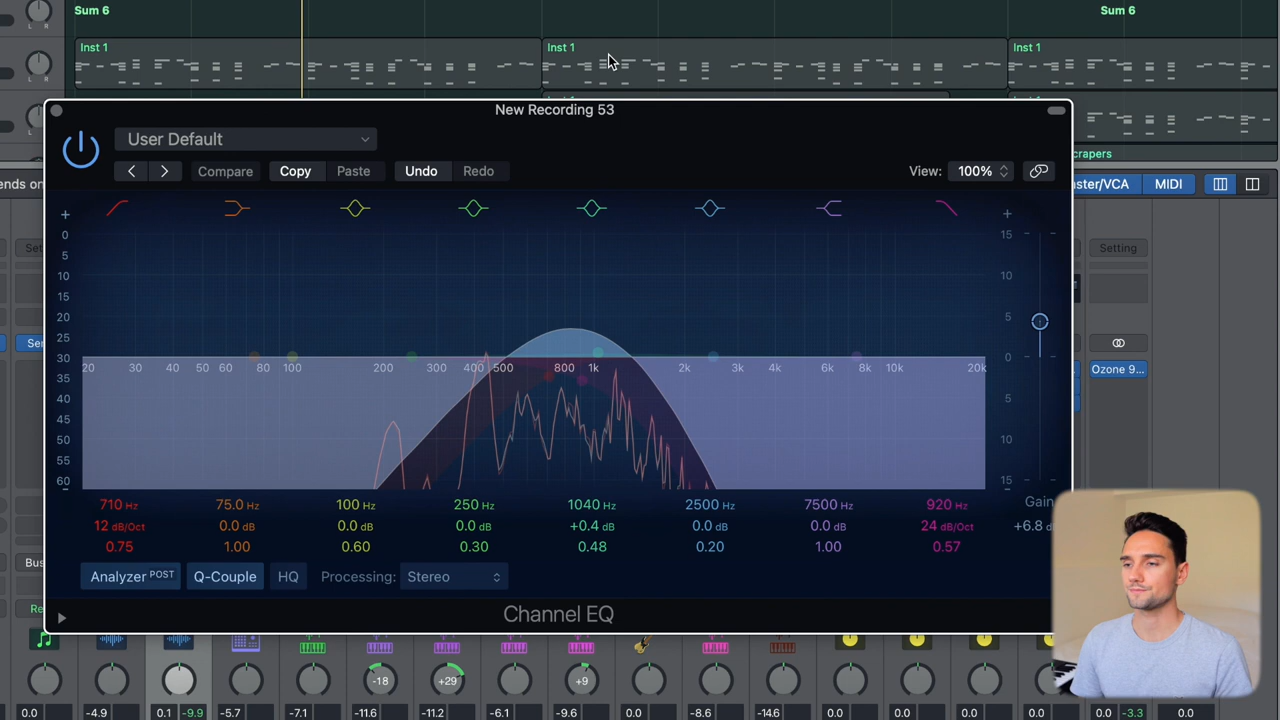 Sum 6 Sum 6
Inst 1 Inst 1 Inst 1
L R
L R
L
New Recording 53
User Default
crapers
Compare Copy Paste Undo Redo View: 100%
ends on ster/VCA MIDI
+ +
0 15
5
Set Setting
10 10
15
20 5
25
30 0
Ser
20 30 40 50 60 80 100 200 300 400 500 800 1k 2k 3k 4k 6k 8k 10k 20k
Ozone 9...
35
40 5
45
50 10
55
60 15
710 Hz 75.0 Hz 100 Hz 250 Hz 1040 Hz 2500 Hz 7500 Hz 920 Hz Gain
12 dB/Oct 0.0 dB 0.0 dB 0.0 dB +0.4 dB 0.0 dB 0.0 dB 24 dB/Oct +6.8 d
0.75 1.00 0.60 0.30 0.48 0.20 1.00 0.57
Bus
Analyzer POST Q-Couple HQ Processing: Stereo
Re
Channel EQ
-18 +29 +9
0.0 -4.9 0.1 -9.9 -5.7 -7.1 -11.6 -11.2 -6.1 -9.6 0.0 -8.6 -14.6 0.0 0.0 0.0 0.0 -3.3 0.0